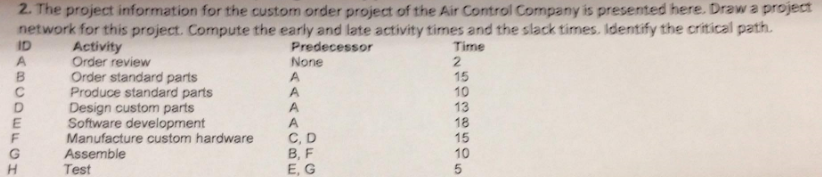 2. The project information for the custom order project of the Air Control Company is presented here. Draw a project
network for this project. Compute the early and late activity times and the slack times. Identify the critical path.
ID Activity Predecessor Time
A Order review None 2
B Order standard parts A 15
C Produce standard parts A 10
D Design custom parts A 13
E Software development A 18
F Manufacture custom hardware C, D 15
G Assemble B, F 10
H Test E, G 5